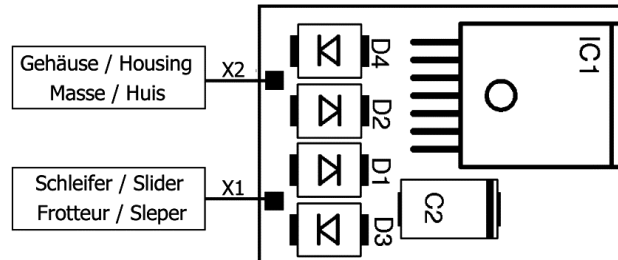 Gehäuse / Housing
Masse / Huis
X2
Schleifer / Slider
Frotteur / Sleper
X1
D4
D2
D1
D3
IC1
C2